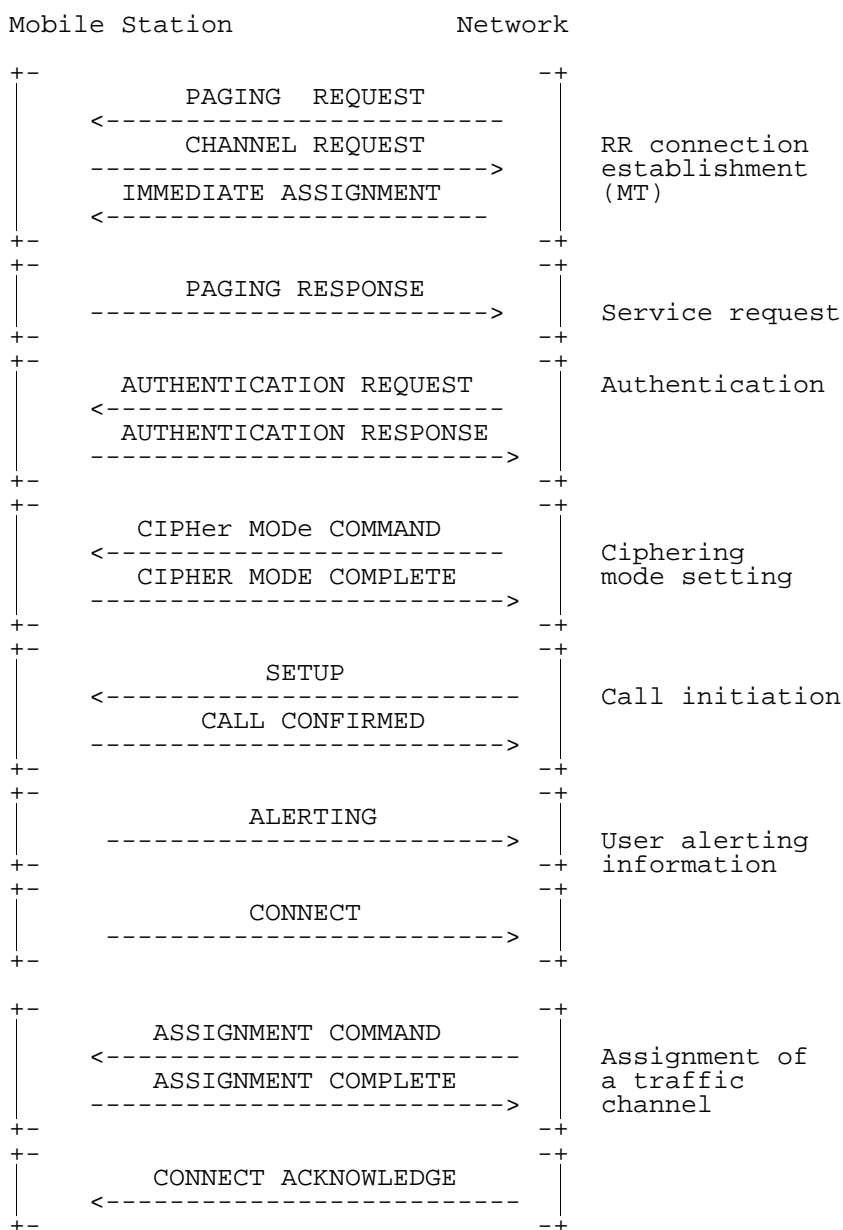 Mobile Station Network
PAGING REQUEST
CHANNEL REQUEST RR connection
establishment
IMMEDIATE ASSIGNMENT (MT)
PAGING RESPONSE
Service request
AUTHENTICATION REQUEST Authentication
AUTHENTICATION RESPONSE
CIPHer MODe COMMAND
Ciphering
CIPHER MODE COMPLETE mode setting
SETUP
Call initiation
CALL CONFIRMED
ALERTING
User alerting
information
CONNECT
ASSIGNMENT COMMAND
Assignment of
ASSIGNMENT COMPLETE a traffic
channel
CONNECT ACKNOWLEDGE